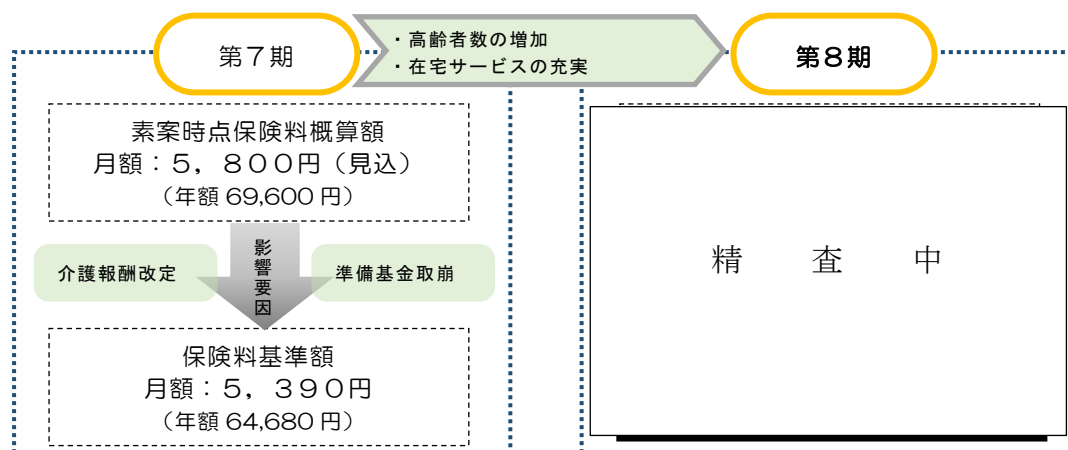 第７期
・高齢者数の増加
・在宅サービスの充実
第８期
素案時点保険料概算額
月額：５，８００円（見込）
（年額 69,600 円）
介護報酬改定
影響要因
準備基金取崩
保険料基準額
月額：５，３９０円
（年額 64,680 円）
精　査　中